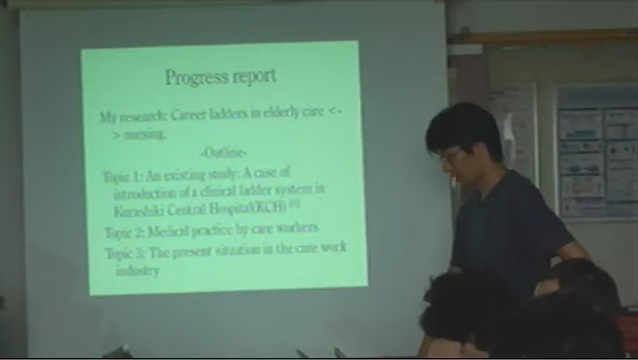 Progress report
My research: Career ladders in elderly care <-
> nursing.
-Outline-
Topic 1: An existing study: A case of
introduction of a clinical ladder system in
Kurashiki Central Hospital(KCH)
Topic 2: Medical practice by care workers
Topic 3: The present situation in the care work
industry